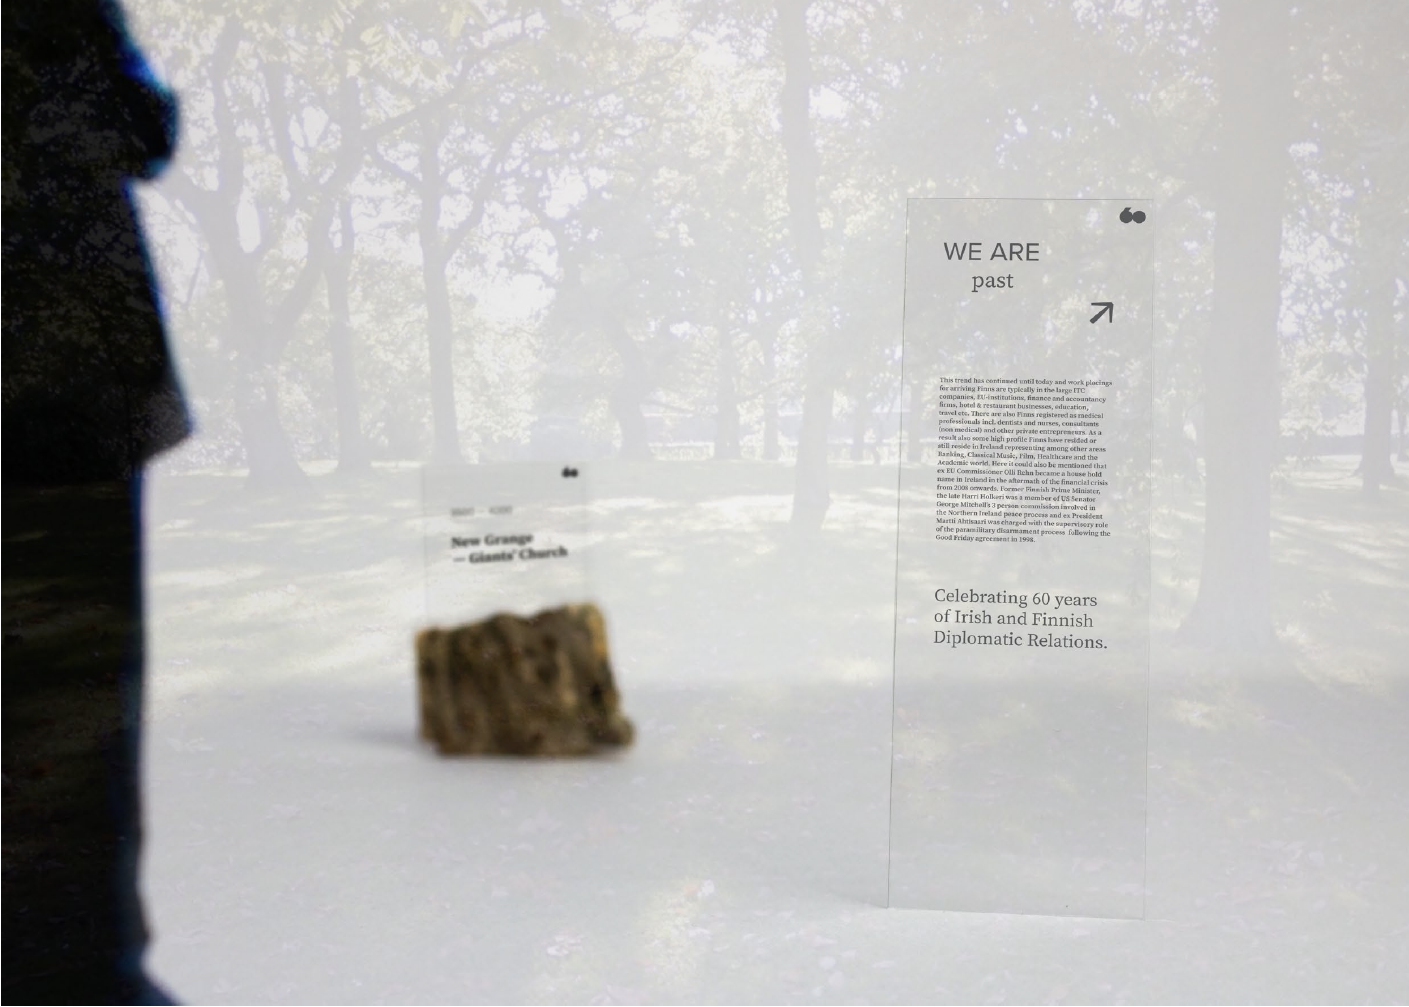 New Grange
— Giants' Church
WE ARE
past
This trend has continued until today and work placings
for arriving Finns are typically in the large ITC
companies, EU-institutions, finance and accountancy
firms, hotel & restaurant businesses, education,
travel etc. There are also Finns registered as medical
professionals incl. dentists and nurses, consultants
(non medical) and other private entrepreneurs. As a
result also some high profile Finns have resided or
still reside in Ireland representing among other areas
Banking, Classical Music, Film, Healthcare and the
Academic world. Here it could also be mentioned that
ex EU Commissioner Olli Rehn became a house hold
name in Ireland in the aftermath of the financial crisis
from 2008 onwards. Former Finnish Prime Minister,
the late Harri Holkeri was a member of US Senator
George Mitchell's 3 person commission involved in
the Northern Ireland peace process and ex President
Martti Ahtisaari was charged with the supervisory role
of the paramilitary disarmament process following the
Good Friday agreement in 1998.
Celebrating 60 years
of Irish and Finnish
Diplomatic Relations.